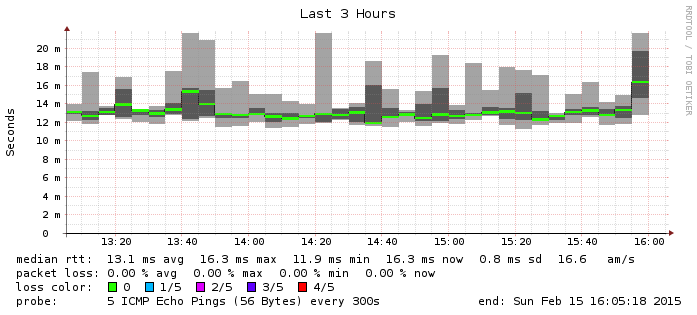 Last 3 Hours
RRDTOOL / TOBI OETIKER
Seconds
20 m
18 m
16 m
14 m
12 m
10 m
8 m
6 m
4 m
2 m
0
13:20 13:40 14:00 14:20 14:40 15:00 15:20 15:40 16:00
median rtt: 13.1 ms avg 16.3 ms max 11.9 ms min 16.3 ms now 0.8 ms sd 16.6 am/s
packet loss: 0.00 % avg 0.00 % max 0.00 % min 0.00 % now
loss color: 0 1/5 2/5 3/5 4/5
probe: 5 ICMP Echo Pings (56 Bytes) every 300s end: Sun Feb 15 16:05:18 2015